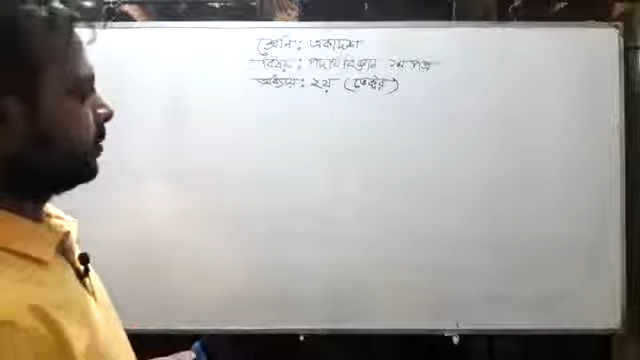 শ্রেণি: একাদশ
বিষয়: পদার্থবিজ্ঞান ১ম পত্র
অধ্যায়: ২য় (ভেক্টর)